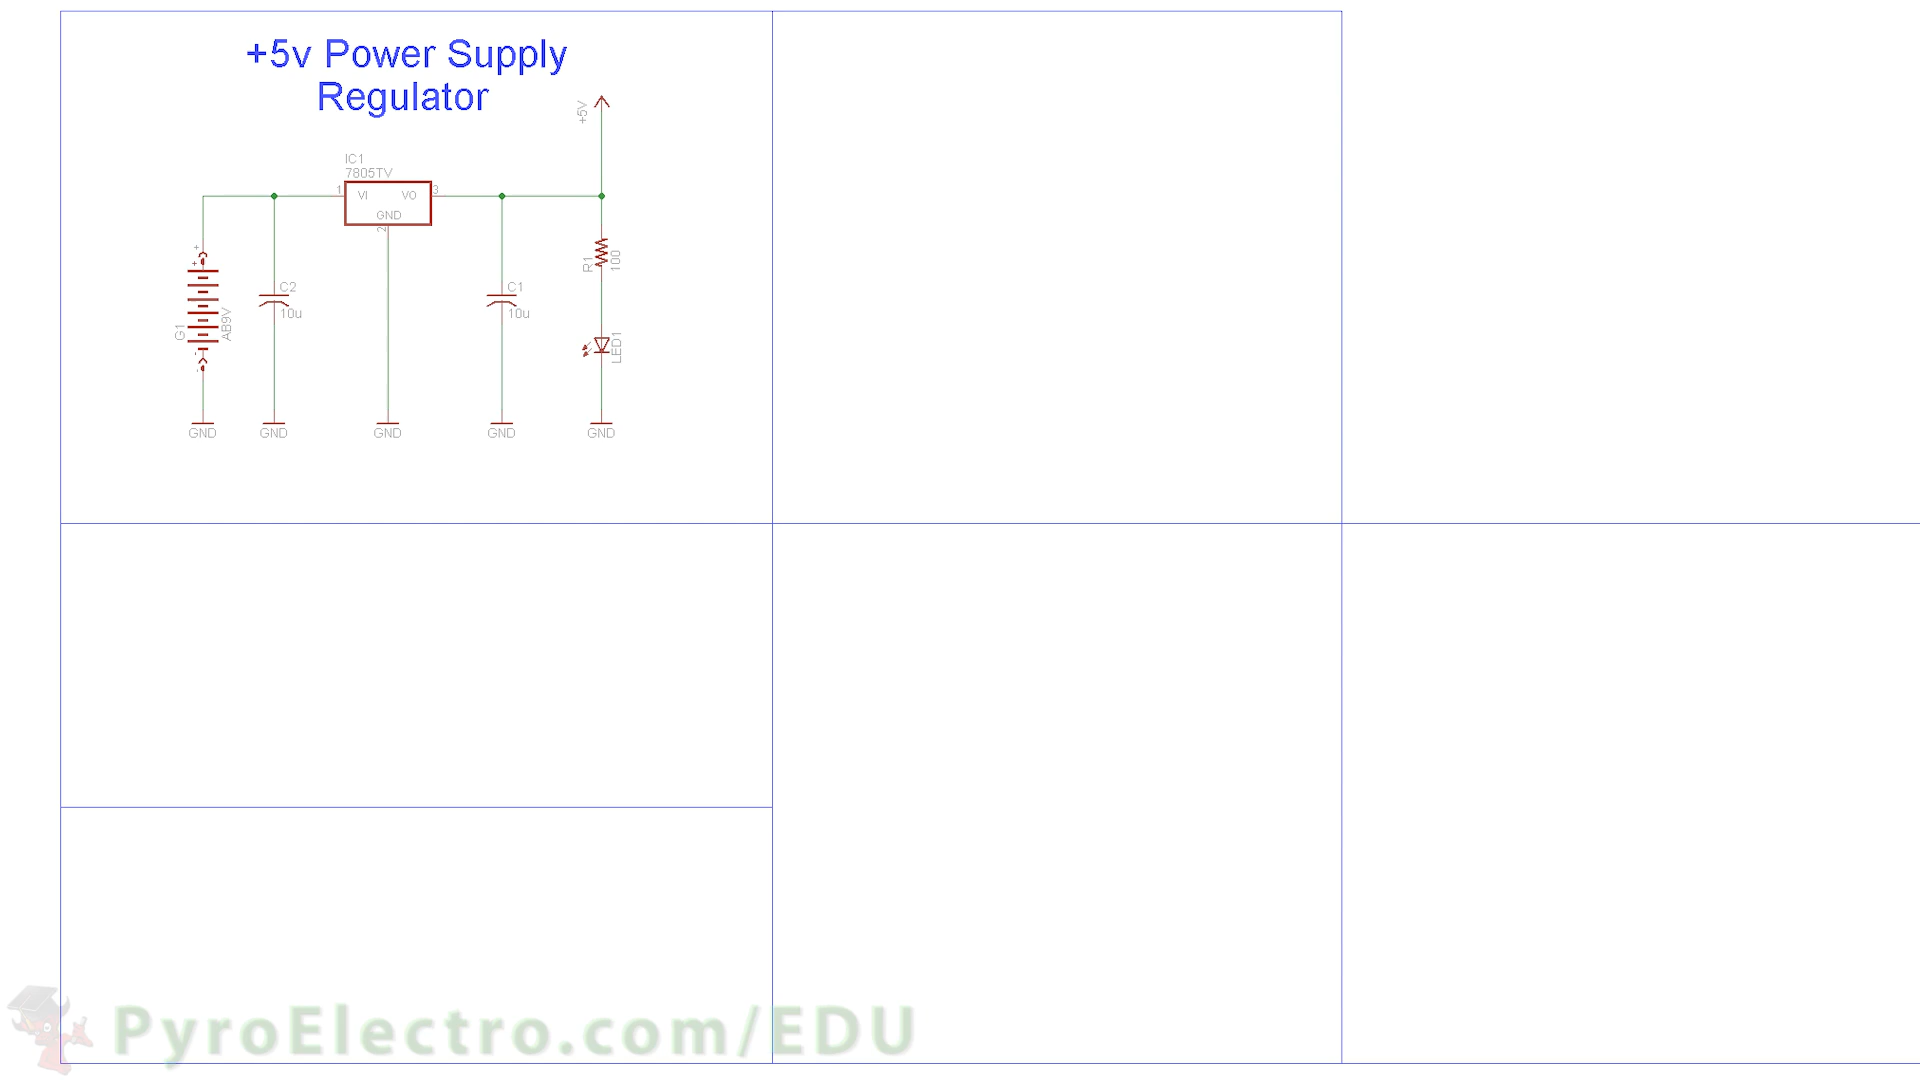 +5v Power Supply
Regulator
+5V
IC1
7805TV
1
VI
VO
3
GND
2
+
+
G1
AB9V
-
-
C2
10u
C1
10u
R1
100
LED1
GND
GND
GND
GND
GND
PyroElectro.com/EDU